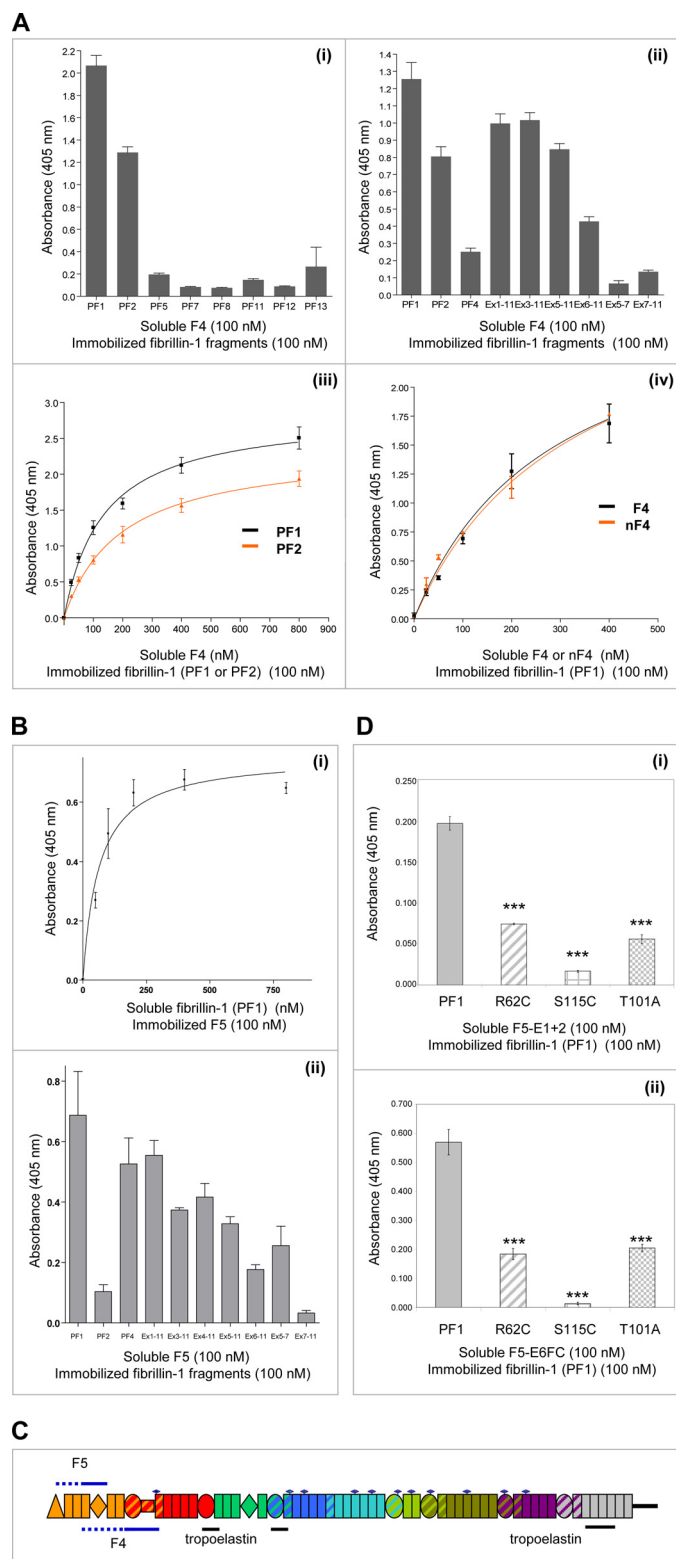 A
(i)
2.2
2.0
1.8
1.6
1.4
1.2
1.0
0.8
0.6
0.4
0.2
0.0
Absorbance (405 nm)
PF1 PF2 PF5 PF7 PF8 PF11 PF12 PF13
Soluble F4 (100 nM)
Immobilized fibrillin-1 fragments (100 nM)
(ii)
1.4
1.3
1.2
1.1
1.0
0.9
0.8
0.7
0.6
0.5
0.4
0.3
0.2
0.1
0.0
Absorbance (405 nm)
PF1 PF2 PF4 Ex1-11 Ex3-11 Ex5-11 Ex6-11 Ex5-7 Ex7-11
Soluble F4 (100 nM)
Immobilized fibrillin-1 fragments (100 nM)
(iii)
3.0
2.5
2.0
1.5
1.0
0.5
0.0
Absorbance (405 nm)
PF1
PF2
0 100 200 300 400 500 600 700 800 900
Soluble F4 (nM)
Immobilized fibrillin-1 (PF1 or PF2) (100 nM)
(iv)
2.00
1.75
1.50
1.25
1.00
0.75
0.50
0.25
0.00
Absorbance (405 nm)
F4
nF4
0 100 200 300 400 500
Soluble F4 or nF4 (nM)
Immobilized fibrillin-1 (PF1) (100 nM)
B
(i)
0.6
0.4
0.2
0.0
Absorbance (405 nm)
0 250 500 750
Soluble fibrillin-1 (PF1) (nM)
Immobilized F5 (100 nM)
(ii)
0.8
0.6
0.4
0.2
0.0
Absorbance (405 nm)
PF1 PF2 PF4 Ex1-11 Ex3-11 Ex4-11 Ex5-11 Ex6-11 Ex5-7 Ex7-11
Soluble F5 (100 nM)
Immobilized fibrillin-1 fragments (100 nM)
D
(i)
0.250
0.200
0.150
0.100
0.050
0.000
Absorbance (405 nm)
*** *** ***
PF1 R62C S115C T101A
Soluble F5-E1+2 (100 nM)
Immobilized fibrillin-1 (PF1) (100 nM)
(ii)
0.700
0.600
0.500
0.400
0.300
0.200
0.100
0.000
Absorbance (405 nm)
*** *** ***
PF1 R62C S115C T101A
Soluble F5-E6FC (100 nM)
Immobilized fibrillin-1 (PF1) (100 nM)
C
F5
F4
tropoelastin
tropoelastin